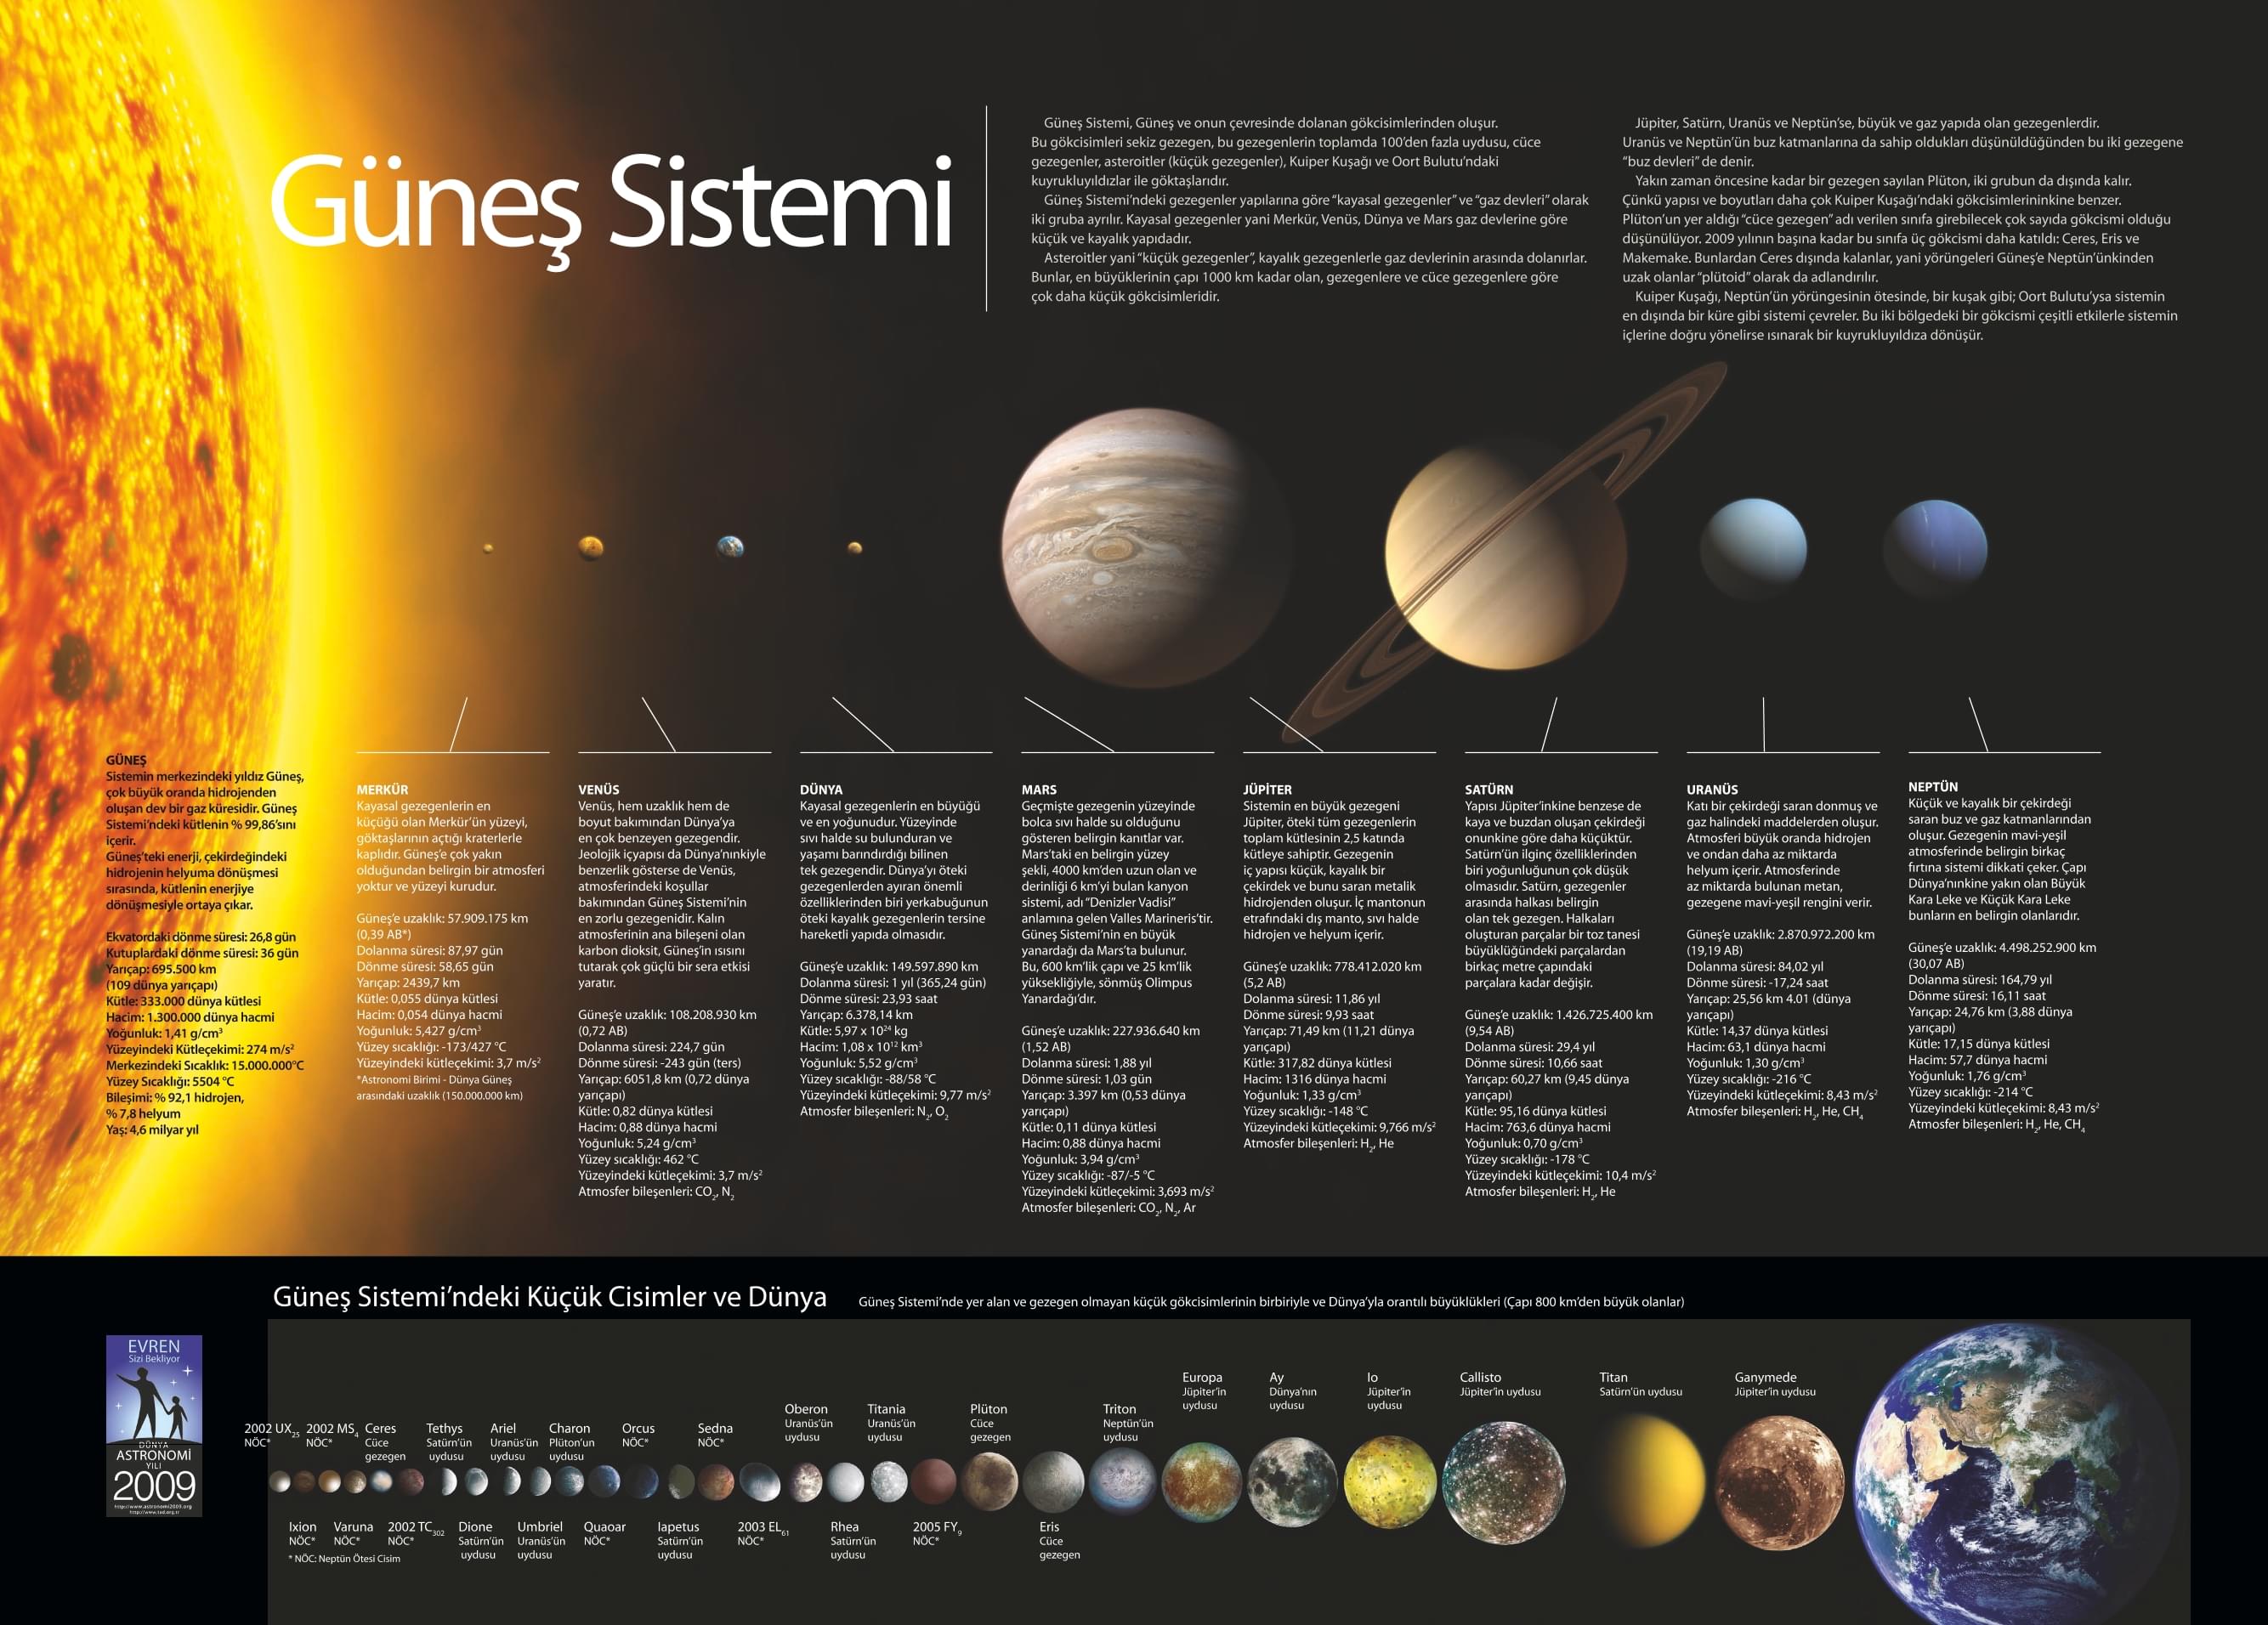 Güneş Sistemi
Güneş Sistemi, Güneş ve onun çevresinde dolanan gökcisimlerinden oluşur.
Bu gökcisimleri sekiz gezegen, bu gezegenlerin toplamda 100’den fazla uydusu, cüce
gezegenler, asteroitler (küçük gezegenler), Kuiper Kuşağı ve Oort Bulutu’ndaki
kuyrukluyıldızlar ile göktaşlarıdır.
Güneş Sistemi’ndeki gezegenler yapılarına göre “kayasal gezegenler” ve “gaz devleri” olarak
iki gruba ayrılır. Kayasal gezegenler yani Merkür, Venüs, Dünya ve Mars gaz devlerine göre
küçük ve kayalık yapıdadır.
Asteroitler yani “küçük gezegenler”, kayalık gezegenlerle gaz devlerinin arasında dolanırlar.
Bunlar, en büyüklerinin çapı 1000 km kadar olan, gezegenlere ve cüce gezegenlere göre
çok daha küçük gökcisimleridir.
Jüpiter, Satürn, Uranüs ve Neptün’se, büyük ve gaz yapıda olan gezegenlerdir.
Uranüs ve Neptün’ün buz katmanlarına da sahip oldukları düşünüldüğünden bu iki gezegene
“buz devleri” de denir.
Yakın zaman öncesine kadar bir gezegen sayılan Plüton, iki grubun da dışında kalır.
Çünkü yapısı ve boyutları daha çok Kuiper Kuşağı’ndaki gökcisimlerininkine benzer.
Plüton’un yer aldığı “cüce gezegen” adı verilen sınıfa girebilecek çok sayıda gökcismi olduğu
düşünülüyor. 2009 yılının başına kadar bu sınıfa üç gökcismi daha katıldı: Ceres, Eris ve
Makemake. Bunlardan Ceres dışında kalanlar, yani yörüngeleri Güneş’e Neptün’ünkinden
uzak olanlar “plütoid” olarak da adlandırılır.
Kuiper Kuşağı, Neptün’ün yörüngesinin ötesinde, bir kuşak gibi; Oort Bulutu’ysa sistemin
en dışında bir küre gibi sistemi çevreler. Bu iki bölgedeki bir gökcismi çeşitli etkilerle sistemin
içlerine doğru yönelirse ısınarak bir kuyrukluyıldıza dönüşür.
GÜNEŞ
Sistemin merkezindeki yıldız Güneş,
çok büyük oranda hidrojenden
oluşan dev bir gaz küresidir. Güneş
Sistemi’ndeki kütlenin % 99,86’sını
içerir.
Güneş’teki enerji, çekirdeğindeki
hidrojenin helyuma dönüşmesi
sırasında, kütlenin enerjiye
dönüşmesiyle ortaya çıkar.
Ekvatordaki dönme süresi: 26,8 gün
Kutuplardaki dönme süresi: 36 gün
Yarıçap: 695.500 km
(109 dünya yarıçapı)
Kütle: 333.000 dünya kütlesi
Hacim: 1.300.000 dünya hacmi
Yoğunluk: 1,41 g/cm³
Yüzeyindeki Kütleçekimi: 274 m/s²
Merkezindeki Sıcaklık: 15.000.000°C
Yüzey Sıcaklığı: 5504 °C
Bileşimi: % 92,1 hidrojen,
% 7,8 helyum
Yaş: 4,6 milyar yıl
MERKÜR
Kayasal gezegenlerin en
küçüğü olan Merkür’ün yüzeyi,
göktaşlarının açtığı kraterlerle
kaplıdır. Güneş’e çok yakın
olduğundan belirgin bir atmosferi
yoktur ve yüzeyi kurudur.
Güneş’e uzaklık: 57.909.175 km
(0,39 AB*)
Dolanma süresi: 87,97 gün
Dönme süresi: 58,65 gün
Yarıçap: 2439,7 km
Kütle: 0,055 dünya kütlesi
Hacim: 0,054 dünya hacmi
Yoğunluk: 5,427 g/cm³
Yüzey sıcaklığı: -173/427 °C
Yüzeyindeki kütleçekimi: 3,7 m/s²
*Astronomi Birimi - Dünya Güneş
arasındaki uzaklık (150.000.000 km)
VENÜS
Venüs, hem uzaklık hem de
boyut bakımından Dünya’ya
en çok benzeyen gezegendir.
Jeolojik içyapısı da Dünya’nınkiyle
benzerlik gösterse de Venüs,
atmosferindeki koşullar
bakımından Güneş Sistemi’nin
en zorlu gezegenidir. Kalın
atmosferinin ana bileşeni olan
karbon dioksit, Güneş’in ısısını
tutarak çok güçlü bir sera etkisi
yaratır.
Güneş’e uzaklık: 108.208.930 km
(0,72 AB)
Dolanma süresi: 224,7 gün
Dönme süresi: -243 gün (ters)
Yarıçap: 6051,8 km (0,72 dünya
yarıçapı)
Kütle: 0,82 dünya kütlesi
Hacim: 0,88 dünya hacmi
Yoğunluk: 5,24 g/cm³
Yüzey sıcaklığı: 462 °C
Yüzeyindeki kütleçekimi: 3,7 m/s²
Atmosfer bileşenleri: CO₂, N₂
DÜNYA
Kayasal gezegenlerin en büyüğü
ve en yoğunudur. Yüzeyinde
sıvı halde su bulunduran ve
yaşamı barındırdığı bilinen
tek gezegendir. Dünya’yı öteki
gezegenlerden ayıran önemli
özelliklerinden biri yerkabuğunun
öteki kayalık gezegenlerin tersine
hareketli yapıda olmasıdır.
Güneş’e uzaklık: 149.597.890 km
Dolanma süresi: 1 yıl (365,24 gün)
Dönme süresi: 23,93 saat
Yarıçap: 6.378,14 km
Kütle: 5,97 x 10²⁴ kg
Hacim: 1,08 x 10¹² km³
Yoğunluk: 5,52 g/cm³
Yüzey sıcaklığı: -88/58 °C
Yüzeyindeki kütleçekimi: 9,77 m/s²
Atmosfer bileşenleri: N₂, O₂
MARS
Geçmişte gezegenin yüzeyinde
bolca sıvı halde su olduğunu
gösteren belirgin kanıtlar var.
Mars’taki en belirgin yüzey
şekli, 4000 km’den uzun olan ve
derinliği 6 km’yi bulan kanyon
sistemi, adı “Denizler Vadisi”
anlamına gelen Valles Marineris’tir.
Güneş Sistemi’nin en büyük
yanardağı da Mars’ta bulunur.
Bu, 600 km’lik çapı ve 25 km’lik
yüksekliğiyle, sönmüş Olimpus
Yanardağı’dır.
Güneş’e uzaklık: 227.936.640 km
(1,52 AB)
Dolanma süresi: 1,88 yıl
Dönme süresi: 1,03 gün
Yarıçap: 3.397 km (0,53 dünya
yarıçapı)
Kütle: 0,11 dünya kütlesi
Hacim: 0,88 dünya hacmi
Yoğunluk: 3,94 g/cm³
Yüzey sıcaklığı: -87/-5 °C
Yüzeyindeki kütleçekimi: 3,693 m/s²
Atmosfer bileşenleri: CO₂, N₂, Ar
JÜPİTER
Sistemin en büyük gezegeni
Jüpiter, öteki tüm gezegenlerin
toplam kütlesinin 2,5 katında
kütleye sahiptir. Gezegenin
iç yapısı küçük, kayalık bir
çekirdek ve bunu saran metalik
hidrojenden oluşur. İç mantonun
etrafındaki dış manto, sıvı halde
hidrojen ve helyum içerir.
Güneş’e uzaklık: 778.412.020 km
(5,2 AB)
Dolanma süresi: 11,86 yıl
Dönme süresi: 9,93 saat
Yarıçap: 71,49 km (11,21 dünya
yarıçapı)
Kütle: 317,82 dünya kütlesi
Hacim: 1316 dünya hacmi
Yoğunluk: 1,33 g/cm³
Yüzey sıcaklığı: -148 °C
Yüzeyindeki kütleçekimi: 9,766 m/s²
Atmosfer bileşenleri: H₂, He
SATÜRN
Yapısı Jüpiter’inkine benzese de
kaya ve buzdan oluşan çekirdeği
onunkine göre daha küçüktür.
Satürn’ün ilginç özelliklerinden
biri yoğunluğunun çok düşük
olmasıdır. Satürn, gezegenler
arasında halkası belirgin
olan tek gezegen. Halkaları
oluşturan parçalar bir toz tanesi
büyüklüğündeki parçalardan
birkaç metre çapındaki
parçalara kadar değişir.
Güneş’e uzaklık: 1.426.725.400 km
(9,54 AB)
Dolanma süresi: 29,4 yıl
Dönme süresi: 10,66 saat
Yarıçap: 60,27 km (9,45 dünya
yarıçapı)
Kütle: 95,16 dünya kütlesi
Hacim: 763,6 dünya hacmi
Yoğunluk: 0,70 g/cm³
Yüzey sıcaklığı: -178 °C
Yüzeyindeki kütleçekimi: 10,4 m/s²
Atmosfer bileşenleri: H₂, He
URANÜS
Katı bir çekirdeği saran donmuş ve
gaz halindeki maddelerden oluşur.
Atmosferi büyük oranda hidrojen
ve ondan daha az miktarda
helyum içerir. Atmosferinde
az miktarda bulunan metan,
gezegene mavi-yeşil rengini verir.
Güneş’e uzaklık: 2.870.972.200 km
(19,19 AB)
Dolanma süresi: 84,02 yıl
Dönme süresi: -17,24 saat
Yarıçap: 25,56 km 4.01 (dünya
yarıçapı)
Kütle: 14,37 dünya kütlesi
Hacim: 63,1 dünya hacmi
Yoğunluk: 1,30 g/cm³
Yüzey sıcaklığı: -216 °C
Yüzeyindeki kütleçekimi: 8,43 m/s²
Atmosfer bileşenleri: H₂, He, CH₄
NEPTÜN
Küçük ve kayalık bir çekirdeği
saran buz ve gaz katmanlarından
oluşur. Gezegenin mavi-yeşil
atmosferinde belirgin birkaç
fırtına sistemi dikkati çeker. Çapı
Dünya’nınkine yakın olan Büyük
Kara Leke ve Küçük Kara Leke
bunların en belirgin olanlarıdır.
Güneş’e uzaklık: 4.498.252.900 km
(30,07 AB)
Dolanma süresi: 164,79 yıl
Dönme süresi: 16,11 saat
Yarıçap: 24,76 km (3,88 dünya
yarıçapı)
Kütle: 17,15 dünya kütlesi
Hacim: 57,7 dünya hacmi
Yoğunluk: 1,76 g/cm³
Yüzey sıcaklığı: -214 °C
Yüzeyindeki kütleçekimi: 8,43 m/s²
Atmosfer bileşenleri: H₂, He, CH₄
Güneş Sistemi’ndeki Küçük Cisimler ve Dünya
Güneş Sistemi’nde yer alan ve gezegen olmayan küçük gökcisimlerinin birbiriyle ve Dünya’yla orantılı büyüklükleri (Çapı 800 km’den büyük olanlar)
EVREN
Sizi Bekliyor
DÜNYA
ASTRONOMİ
YILI
2009
http://www.astronomi2009.org
http://www.tad.org.tr
2002 UX₂₅
NÖC*
2002 MS₄
NÖC*
Ceres
Cüce
gezegen
Tethys
Satürn’ün
uydusu
Ariel
Uranüs’ün
uydusu
Charon
Plüton’un
uydusu
Orcus
NÖC*
Sedna
NÖC*
Oberon
Uranüs’ün
uydusu
Titania
Uranüs’ün
uydusu
Plüton
Cüce
gezegen
Triton
Neptün’ün
uydusu
Europa
Jüpiter’in
uydusu
Ay
Dünya’nın
uydusu
Io
Jüpiter’in
uydusu
Callisto
Jüpiter’in uydusu
Titan
Satürn’ün uydusu
Ganymede
Jüpiter’in uydusu
Ixion
NÖC*
Varuna
NÖC*
2002 TC₃₀₂
NÖC*
Dione
Satürn’ün
uydusu
Umbriel
Uranüs’ün
uydusu
Quaoar
NÖC*
Iapetus
Satürn’ün
uydusu
2003 EL₆₁
NÖC*
Rhea
Satürn’ün
uydusu
2005 FY₉
NÖC*
Eris
Cüce
gezegen
* NÖC: Neptün Ötesi Cisim